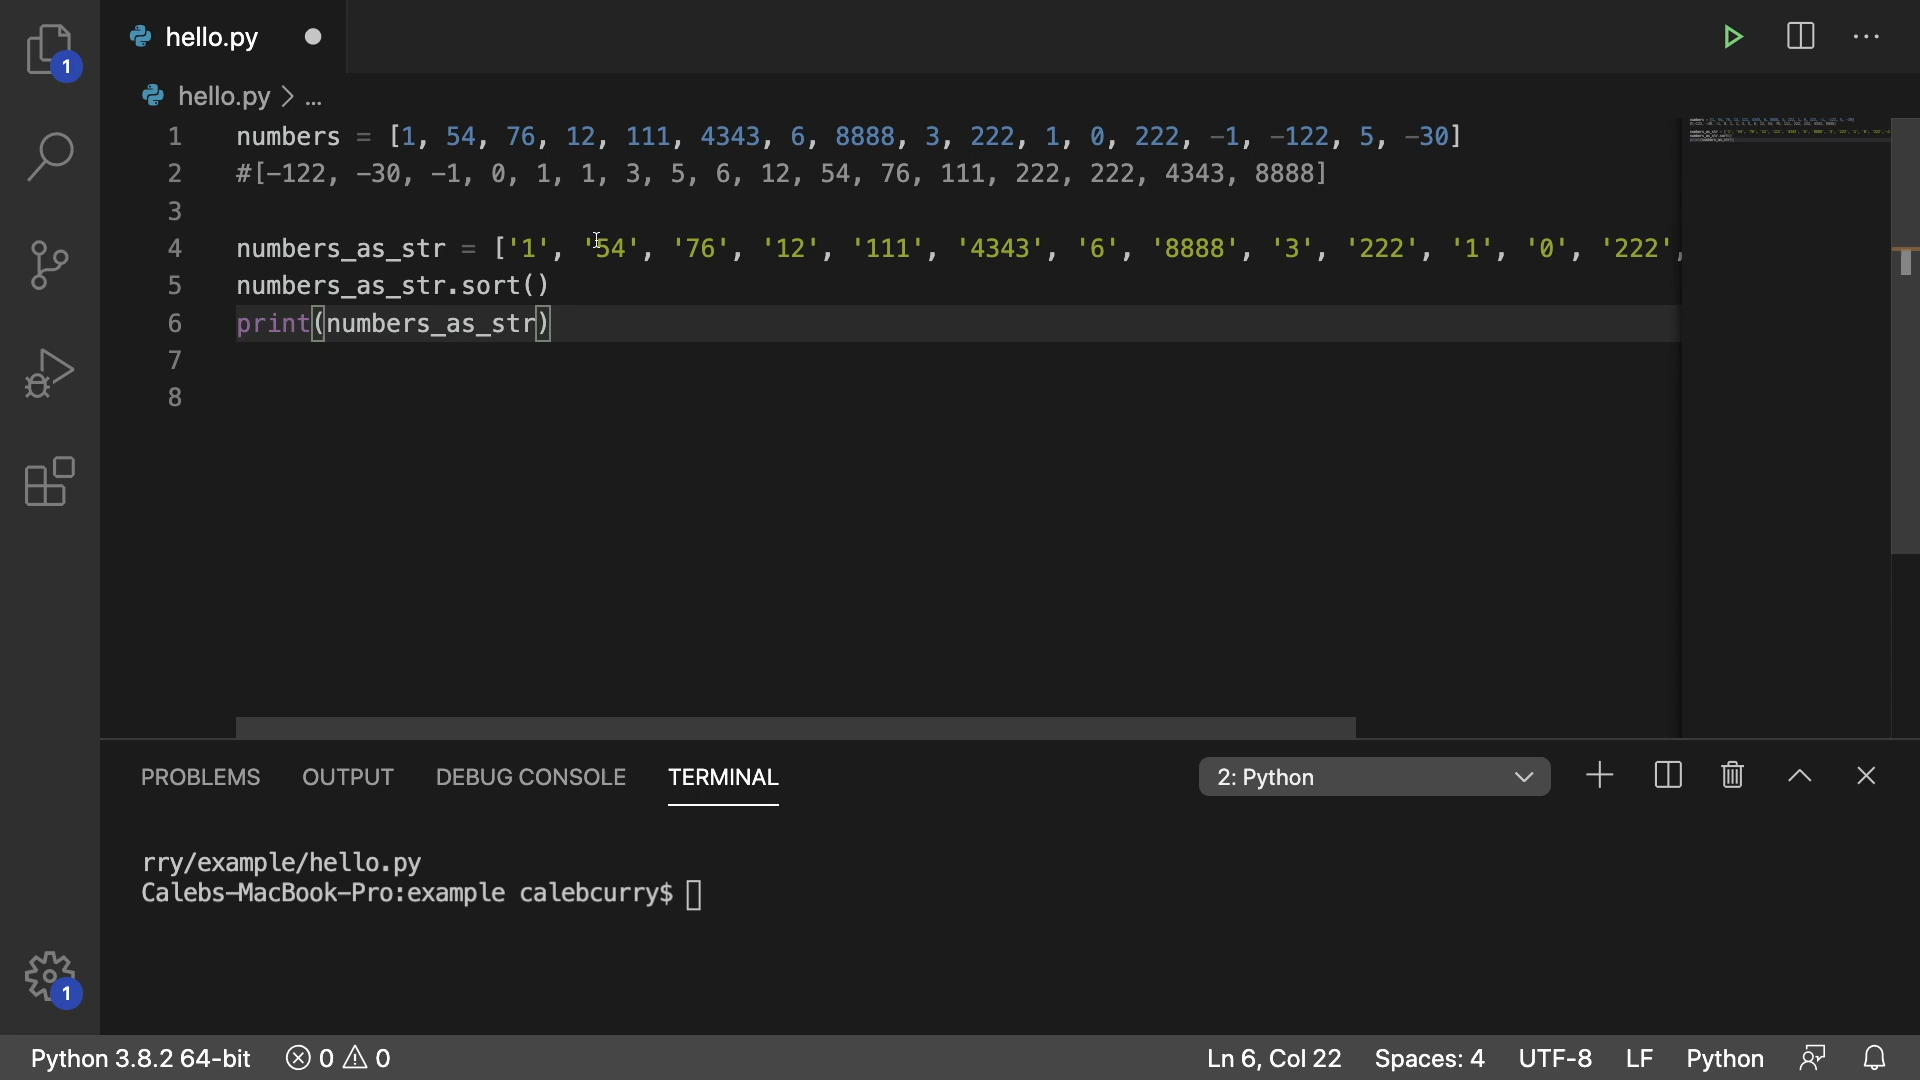 hello.py
hello.py > ...
1 numbers = [1, 54, 76, 12, 111, 4343, 6, 8888, 3, 222, 1, 0, 222, -1, -122, 5, -30]
2 #[-122, -30, -1, 0, 1, 1, 3, 5, 6, 12, 54, 76, 111, 222, 222, 4343, 8888]
3
4 numbers_as_str = ['1', '54', '76', '12', '111', '4343', '6', '8888', '3', '222', '1', '0', '222',
5 numbers_as_str.sort()
6 print(numbers_as_str)
7
8
PROBLEMS OUTPUT DEBUG CONSOLE TERMINAL 2: Python
rry/example/hello.py
Calebs-MacBook-Pro:example calebcurry$
1
1
Python 3.8.2 64-bit 0 0 Ln 6, Col 22 Spaces: 4 UTF-8 LF Python